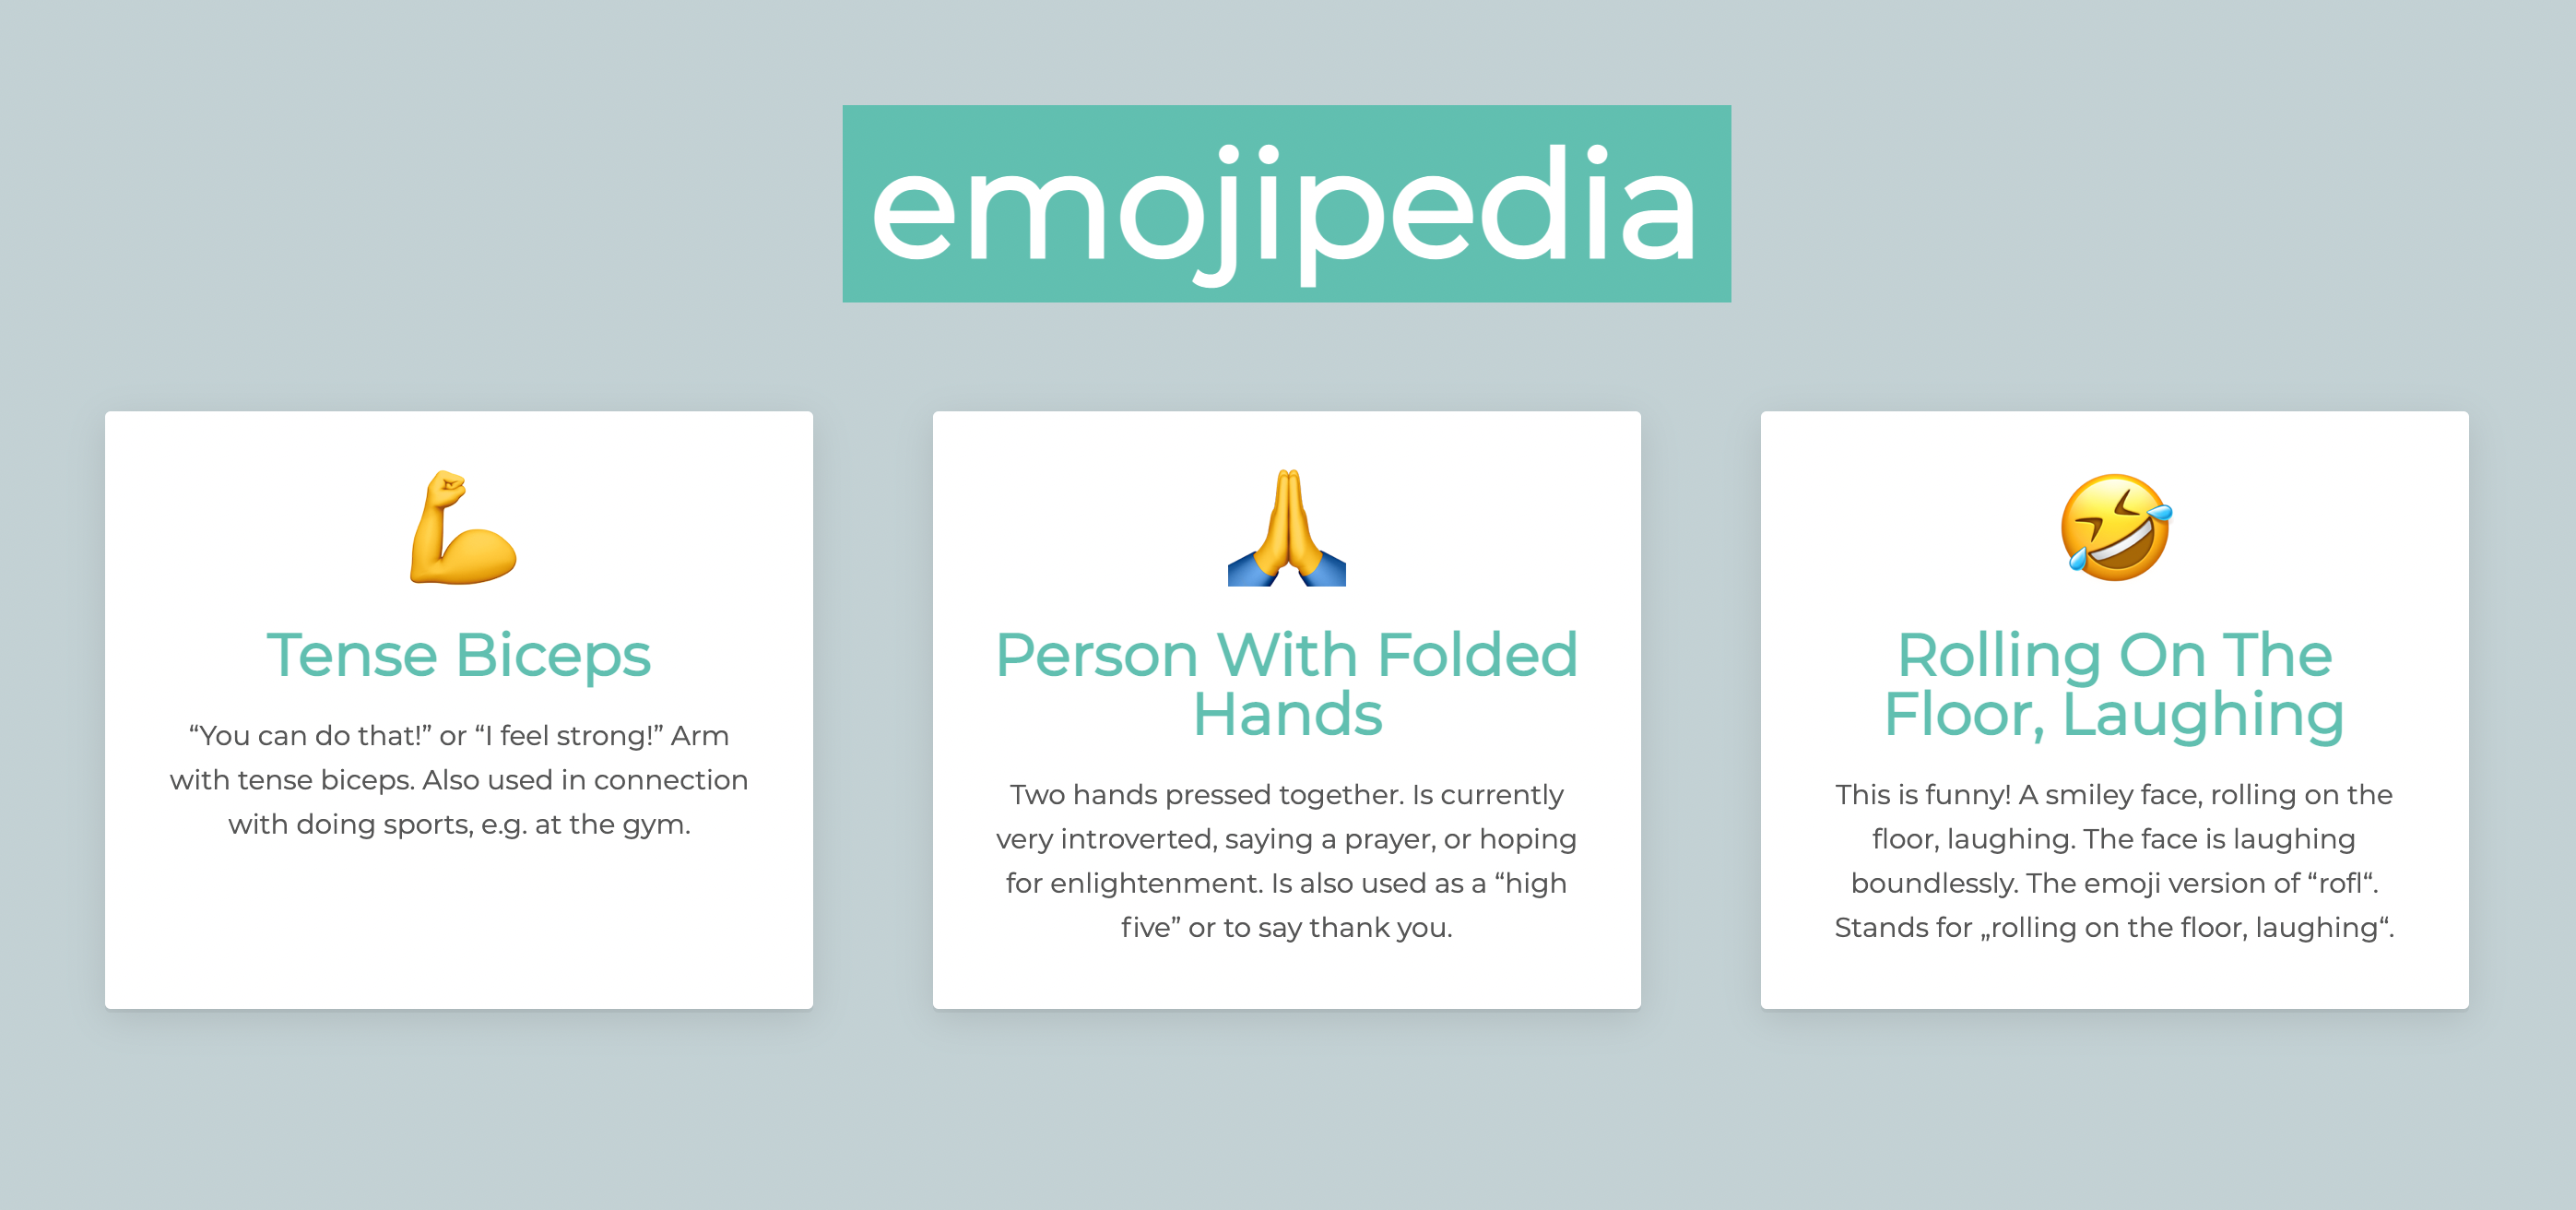 emojipedia
Tense Biceps
“You can do that!” or “I feel strong!” Arm
with tense biceps. Also used in connection
with doing sports, e.g. at the gym.
Person With Folded
Hands
Two hands pressed together. Is currently
very introverted, saying a prayer, or hoping
for enlightenment. Is also used as a “high
five” or to say thank you.
Rolling On The
Floor, Laughing
This is funny! A smiley face, rolling on the
floor, laughing. The face is laughing
boundlessly. The emoji version of “rofl“.
Stands for „rolling on the floor, laughing“.